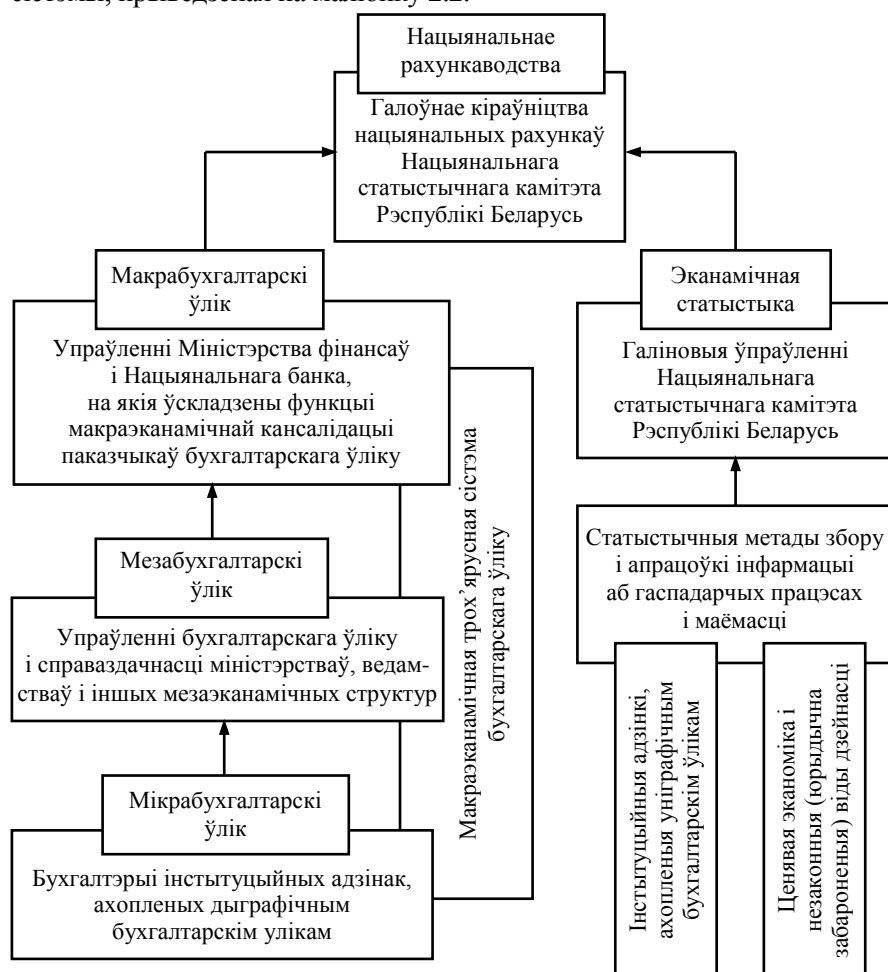 сістэмы, прыведзеная на малюнку 2.2.
Нацыянальнае
рахункаводства
Галоўнае кіраўніцтва
нацыянальных рахункаў
Нацыянальнага
статыстычнага камітэта
Рэспублікі Беларусь
Макрабухгалтарскі
ўлік
Упраўленні Міністэрства фінансаў
і Нацыянальнага банка,
на якія ўскладзены функцыі
макраэканамічнай кансалідацыі
паказчыкаў бухгалтарскага ўліку
Мезабухгалтарскі
ўлік
Упраўленні бухгалтарскага ўліку
і справаздачнасці міністэрстваў, ведам-
стваў і іншых мезаэканамічных структур
Мікрабухгалтарскі
ўлік
Бухгалтэрыі інстытуцыйных адзінак,
ахопленых дыграфічным
бухгалтарскім улікам
Макраэканамічная трох’ярусная сістэма
бухгалтарскага ўліку
Эканамічная
статыстыка
Галіновыя ўпраўленні
Нацыянальнага
статыстычнага камітэта
Рэспублікі Беларусь
Статыстычныя метады збору
і апрацоўкі інфармацыі
аб гаспадарчых працэсах
і маёмасці
Інстытуцыйныя адзінкі,
ахопленыя уніграфічным
бухгалтарскім ўлікам
Ценявая эканоміка і
незаконныя (юрыдычна
забароненыя) віды дзейнасці